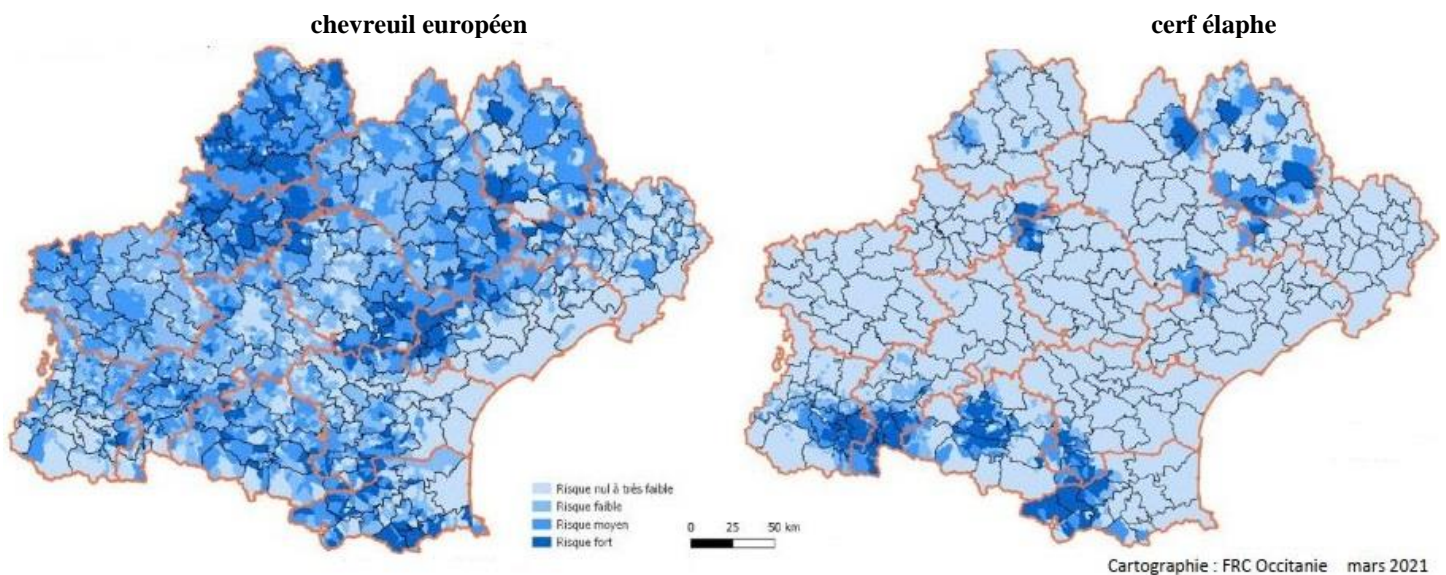 chevreuil européen
cerf élaphe
Risque nul à très faible
Risque faible
Risque moyen
Risque fort
0 25 50 km
Cartographie : FRC Occitanie mars 2021